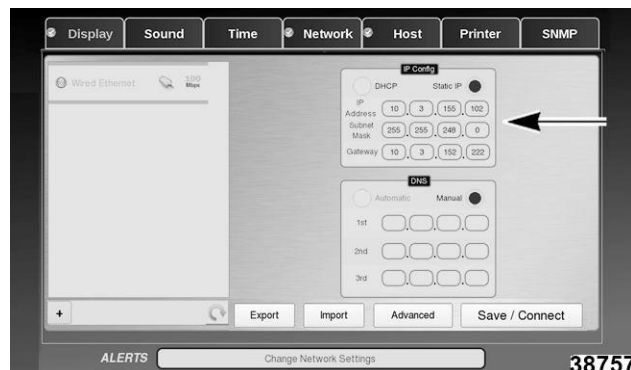 Display Sound Time Network Host Printer SNMP
Wired Ethernet 100 Mbps
IP Config
DHCP Static IP
IP Address 10 . 3 . 155 . 102
Subnet Mask 255 . 255 . 248 . 0
Gateway 10 . 3 . 152 . 222
DNS
Automatic Manual
1st . . .
2nd . . .
3rd . . .
+ Export Import Advanced Save / Connect
ALERTS Change Network Settings
38757